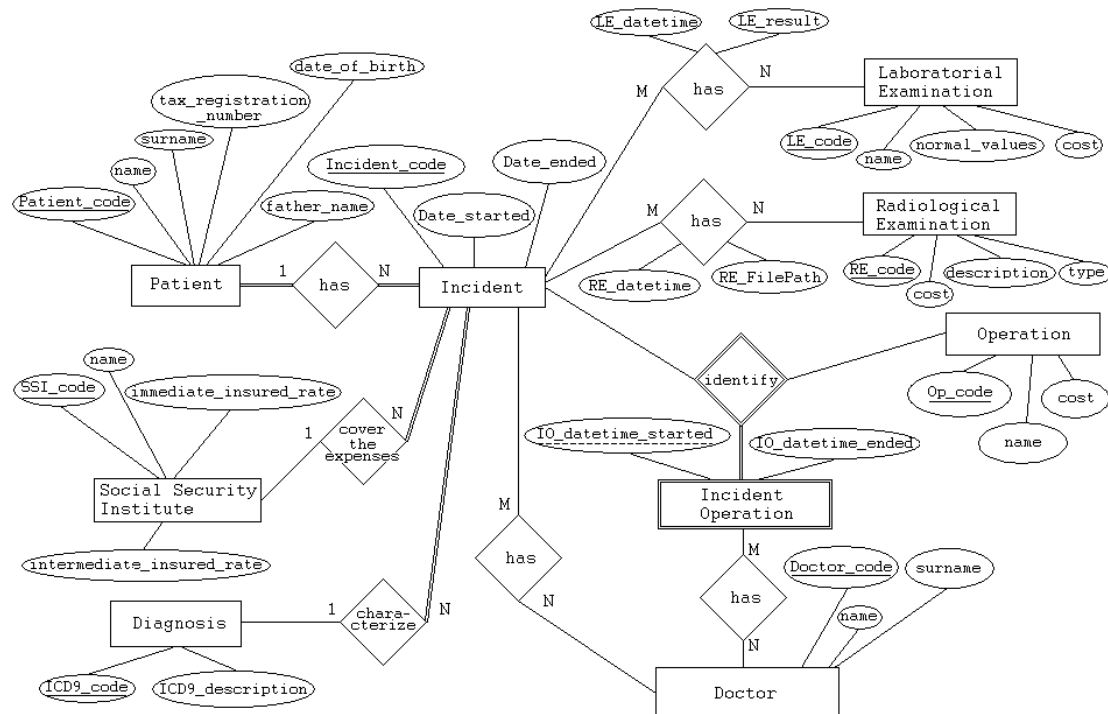 LE_datetime
LE_result
date_of_birth
has
N
M
Laboratorial
Examination
tax_registration
_number
surname
name
Patient_code
father_name
Incident_code
Date_ended
Date_started
LE_code
name
normal_values
cost
M
has
N
Radiological
Examination
RE_datetime
RE_FilePath
RE_code
cost
description
type
Patient
1
has
N
Incident
Operation
identify
Op_code
name
cost
name
SSI_code
immediate_insured_rate
1
cover
the
expenses
N
Social Security
Institute
intermediate_insured_rate
IO_datetime_started
IO_datetime_ended
Incident
Operation
M
has
N
M
has
N
Doctor_code
name
surname
Diagnosis
1
chara-
cterize
N
ICD9_code
ICD9_description
Doctor